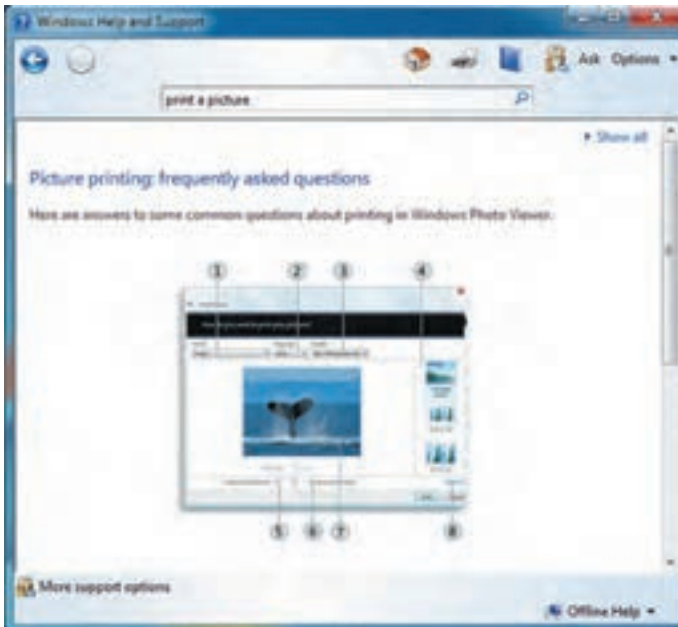 Windows Help and Support
Ask Options
print a picture
Show all
Picture printing: frequently asked questions
Here are answers to some common questions about printing in Windows Photo Viewer.
1 2 3 4
5 6 7 8
More support options
Offline Help